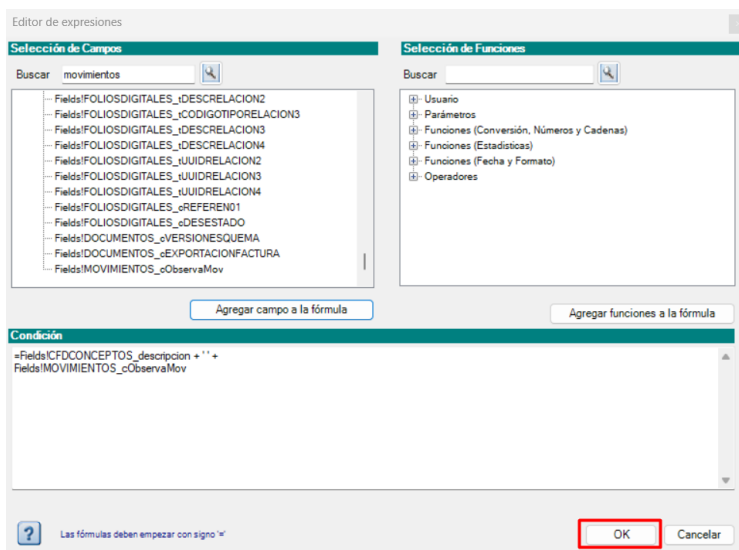 Editor de expresiones
Selección de Campos
Buscar movimientos
Fields!FOLIOSDIGITALES_tDESCRELACION2
Fields!FOLIOSDIGITALES_tCODIGOTIPORELACION3
Fields!FOLIOSDIGITALES_tDESCRELACION3
Fields!FOLIOSDIGITALES_tDESCRELACION4
Fields!FOLIOSDIGITALES_tUUIDRELACION2
Fields!FOLIOSDIGITALES_tUUIDRELACION3
Fields!FOLIOSDIGITALES_tUUIDRELACION4
Fields!FOLIOSDIGITALES_cREFEREN01
Fields!FOLIOSDIGITALES_cDESESTADO
Fields!DOCUMENTOS_cVERSIONESQUEMA
Fields!DOCUMENTOS_cEXPORTACIONFACTURA
Fields!MOVIMIENTOS_cObservaMov
Agregar campo a la fórmula
Selección de Funciones
Buscar
Usuario
Parámetros
Funciones (Conversión, Números y Cadenas)
Funciones (Estadisticas)
Funciones (Fecha y Formato)
Operadores
Agregar funciones a la fórmula
Condición
=Fields!CFDCONCEPTOS_descripcion + ' ' +
Fields!MOVIMIENTOS_cObservaMov
? Las fórmulas deben empezar con signo '='
OK Cancelar